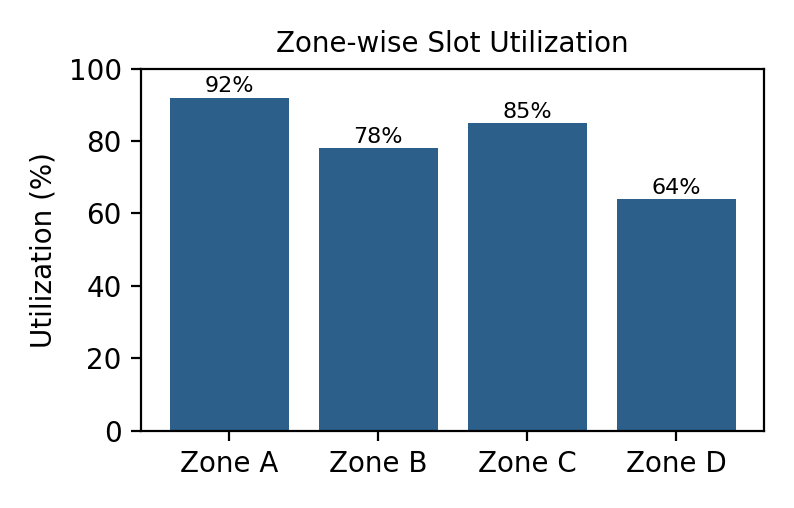 Zone-wise Slot Utilization
Utilization (%)
100
80
60
40
20
0
92%
78%
85%
64%
Zone A
Zone B
Zone C
Zone D